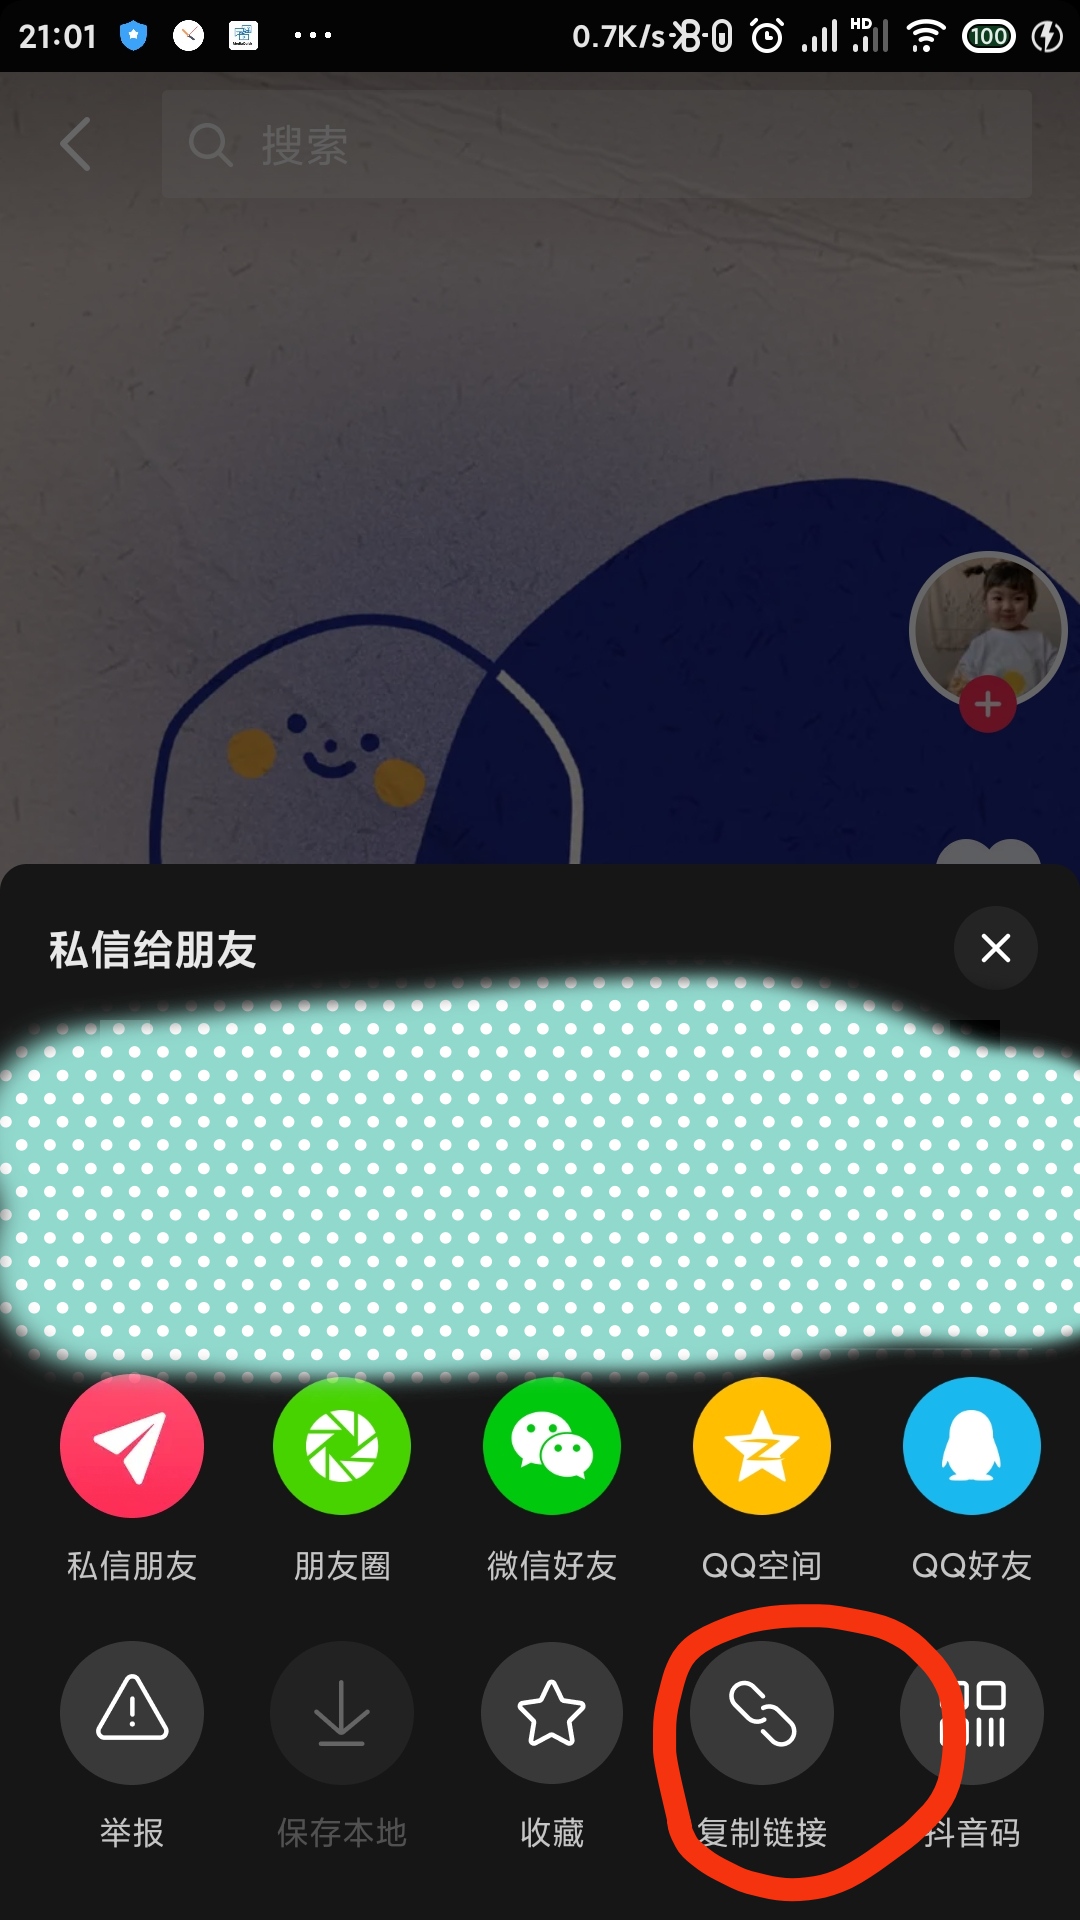 21:01
0.7K/s
HD
100
搜索
私信给朋友
私信朋友
朋友圈
微信好友
QQ空间
QQ好友
举报
保存本地
收藏
复制链接
抖音码